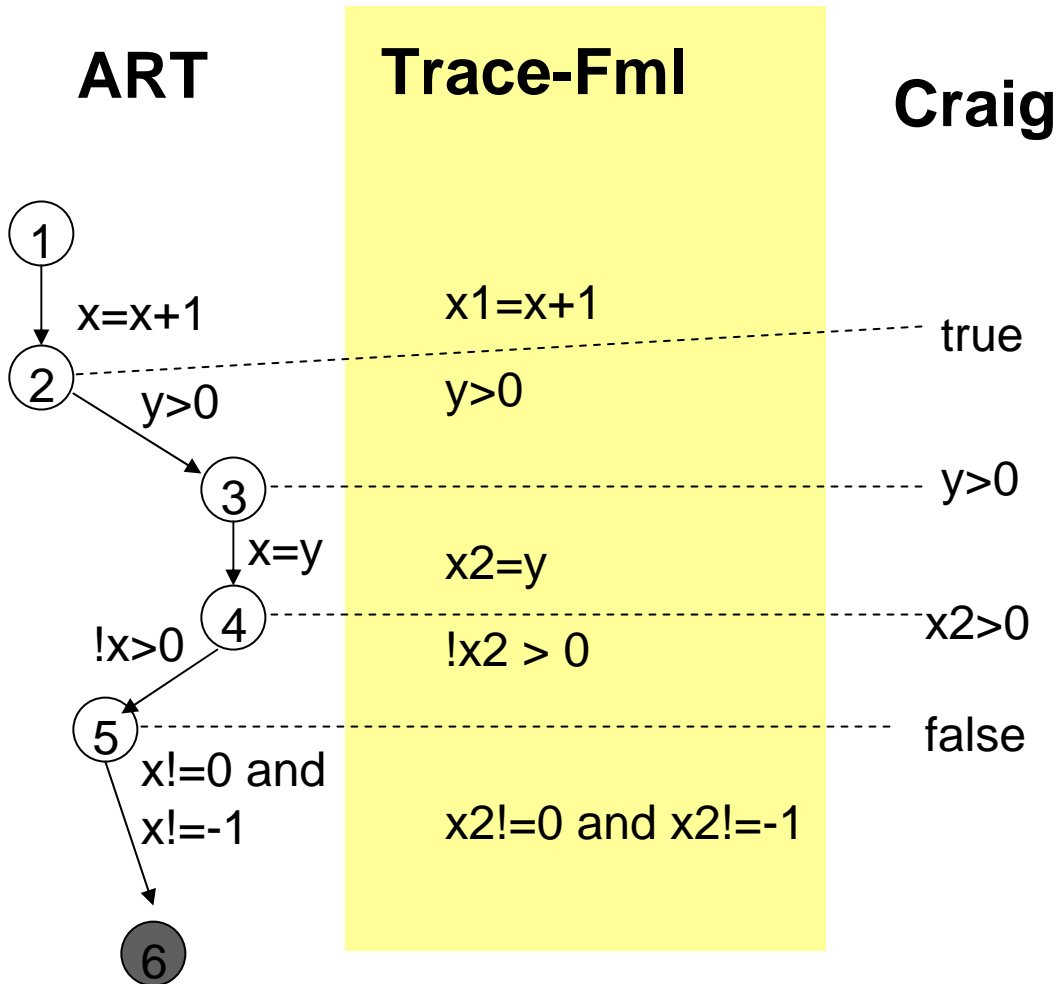 ART
Trace-Fml
Craig
1
x=x+1
x1=x+1
true
2
y>0
y>0
3
y>0
x=y
x2=y
4
x2>0
!x>0
!x2 > 0
5
false
x!=0 and
x!=-1
x2!=0 and x2!=-1
6